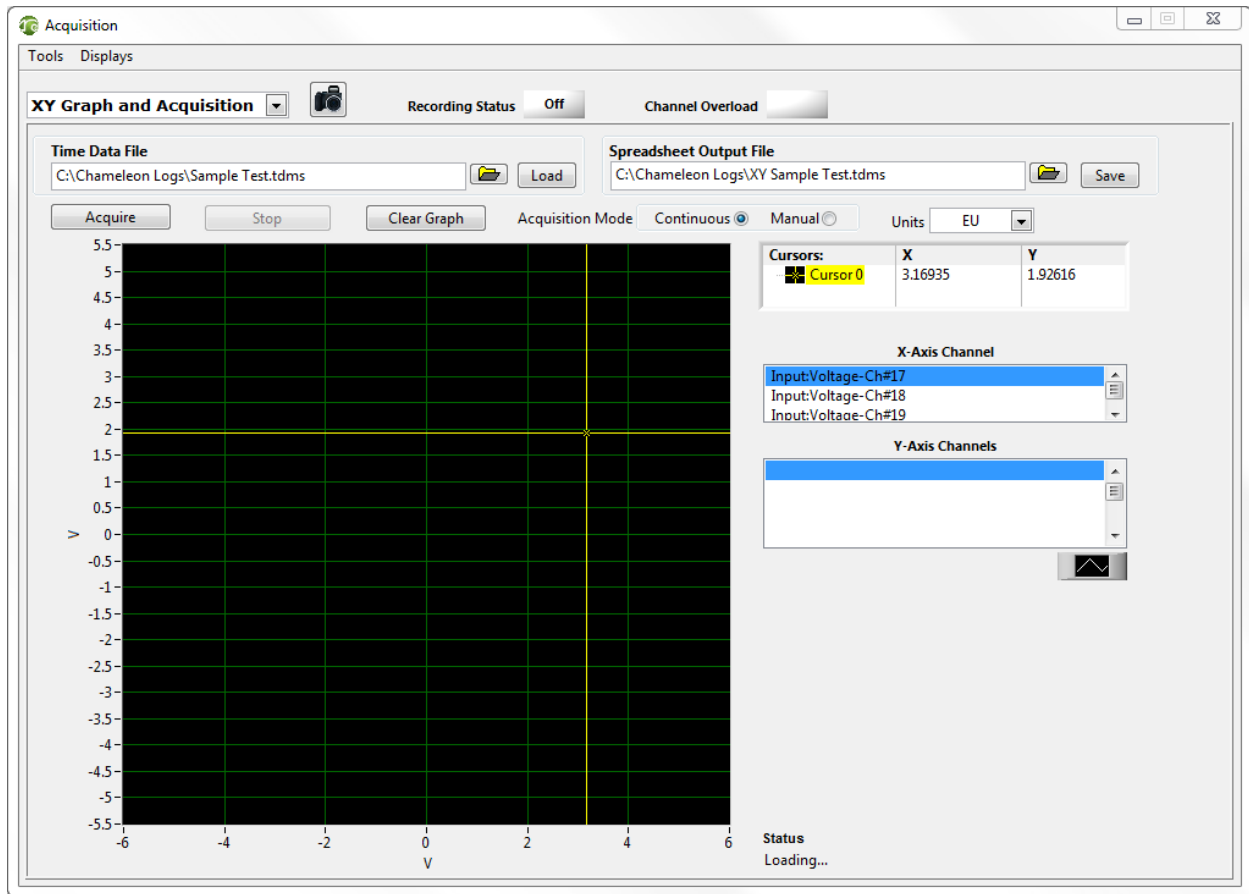 Acquisition
Tools Displays
XY Graph and Acquisition
Recording Status Off
Channel Overload
Time Data File
C:\Chameleon Logs\Sample Test.tdms
Load
Spreadsheet Output File
C:\Chameleon Logs\XY Sample Test.tdms
Save
Acquire Stop Clear Graph Acquisition Mode Continuous Manual Units EU
5.5
5
4.5
4
3.5
3
2.5
2
1.5
1
0.5
0
-0.5
-1
-1.5
-2
-2.5
-3
-3.5
-4
-4.5
-5
-5.5
V
-6 -4 -2 0 2 4 6
V
Cursors: X Y
Cursor 0 3.16935 1.92616
X-Axis Channel
Input:Voltage-Ch#17
Input:Voltage-Ch#18
Input:Voltage-Ch#19
Y-Axis Channels
Status
Loading...